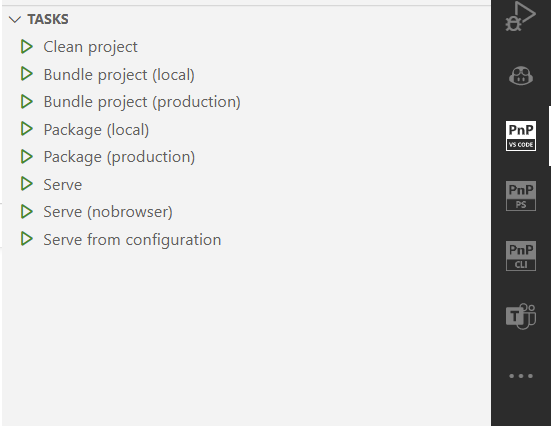 TASKS
Clean project
Bundle project (local)
Bundle project (production)
Package (local)
Package (production)
Serve
Serve (nobrowser)
Serve from configuration
PnP
VS CODE
PnP
PS
PnP
CLI
T